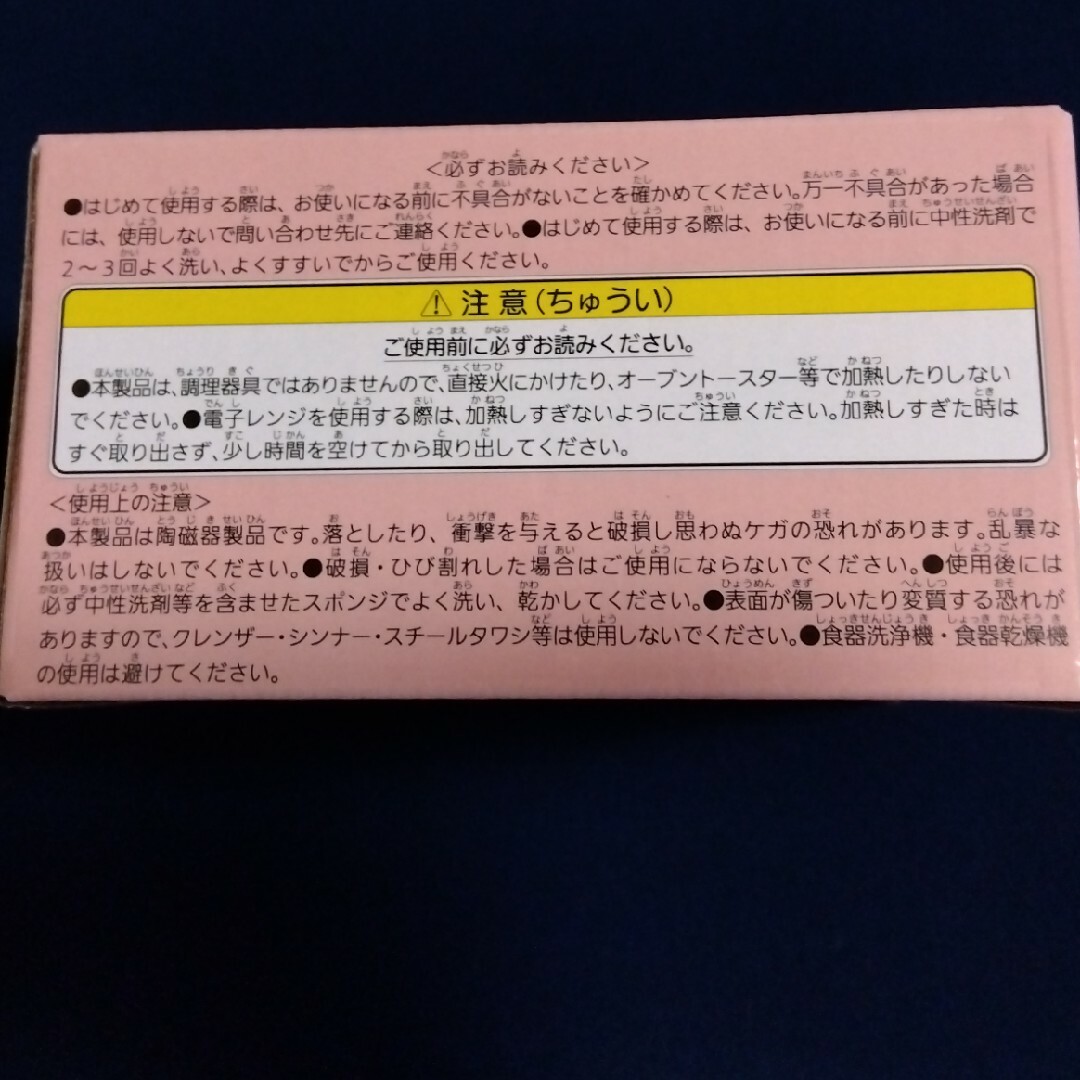 <必ずお読みください>
●はじめて使用する際は、お使いになる前に不具合がないことを確かめてください。万一不具合があった場合
には、使用しないで問い合わせ先にご連絡ください。●はじめて使用する際は、お使いになる前に中性洗剤で
2～3回よく洗い、よくすすいでからご使用ください。
⚠ 注意(ちゅうい)
ご使用前に必ずお読みください。
●本製品は、調理器具ではありませんので、直接火にかけたり、オーブントースター等で加熱したりしない
でください。●電子レンジを使用する際は、加熱しすぎないようにご注意ください。加熱しすぎた時は
すぐ取り出さず、少し時間を空けてから取り出してください。
<使用上の注意>
●本製品は陶磁器製品です。落としたり、衝撃を与えると破損し思わぬケガの恐れがあります。乱暴な
扱いはしないでください。●破損・ひび割れした場合はご使用にならないでください。●使用後には
必ず中性洗剤等を含ませたスポンジでよく洗い、乾かしてください。●表面が傷ついたり変質する恐れが
ありますので、クレンザー・シンナー・スチールタワシ等は使用しないでください。●食器洗浄機・食器乾燥機
の使用は避けてください。